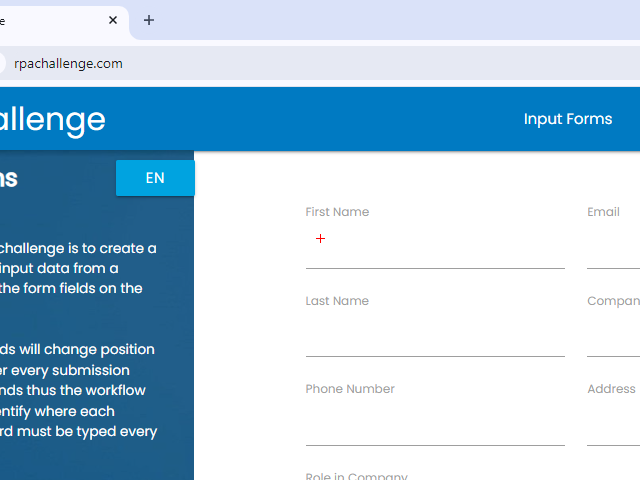 e
rpachallenge.com
allenge
Input Forms
ns
EN
First Name
Email
challenge is to create a
input data from a
the form fields on the
Last Name
Compan
ds will change position
er every submission
nds thus the workflow
entify where each
rd must be typed every
Phone Number
Address
Role in Company